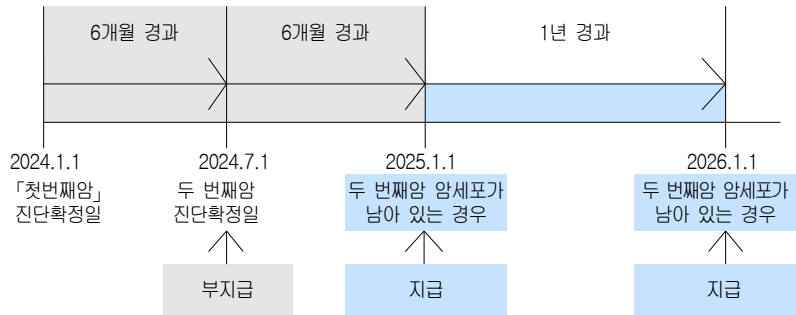 6개월 경과
6개월 경과
1년 경과
2024.1.1
「첫번째암」
진단확정일
2024.7.1
두 번째암
진단확정일
2025.1.1
두 번째암 암세포가
남아 있는 경우
2026.1.1
두 번째암 암세포가
남아 있는 경우
부지급
지급
지급